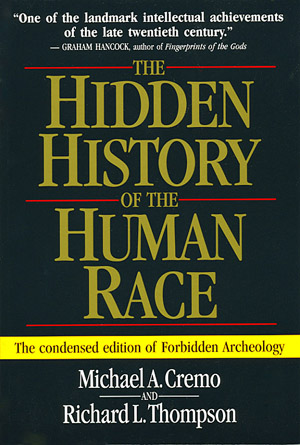 "One of the landmark intellectual achievements
of the late twentieth century."
— GRAHAM HANCOCK, author of Fingerprints of the Gods
THE
HIDDEN
HISTORY
OF THE
HUMAN
RACE
The condensed edition of Forbidden Archeology
Michael A. Cremo
AND
Richard L. Thompson